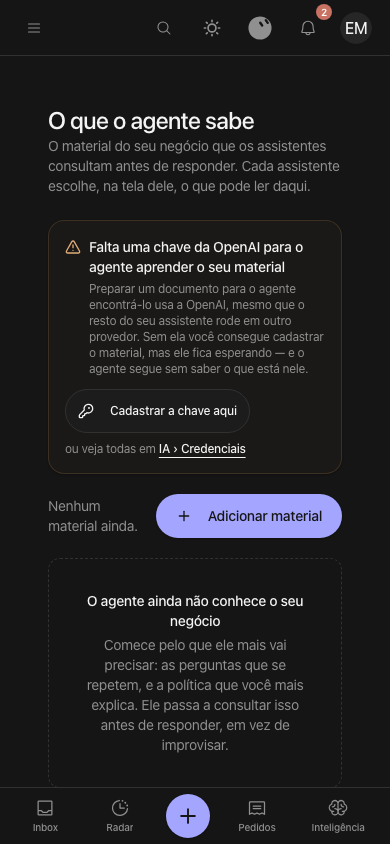 2
EM
O que o agente sabe
O material do seu negócio que os assistentes
consultam antes de responder. Cada assistente
escolhe, na tela dele, o que pode ler daqui.
Falta uma chave da OpenAI para o
agente aprender o seu material
Preparar um documento para o agente
encontrá-lo usa a OpenAI, mesmo que o
resto do seu assistente rode em outro
provedor. Sem ela você consegue cadastrar
o material, mas ele fica esperando — e o
agente segue sem saber o que está nele.
Cadastrar a chave aqui
ou veja todas em IA › Credenciais
Nenhum
material ainda.
Adicionar material
O agente ainda não conhece o seu
negócio
Comece pelo que ele mais vai
precisar: as perguntas que se
repetem, e a política que você mais
explica. Ele passa a consultar isso
antes de responder, em vez de
improvisar.
Inbox
Radar
Pedidos
Inteligência